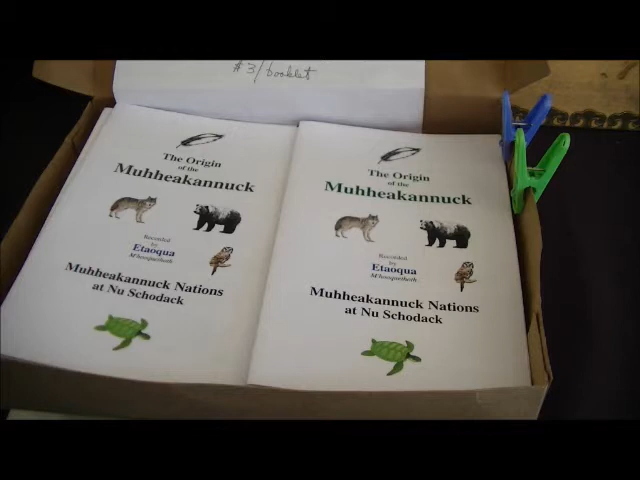 $3/booklet
The Origin
of the
Muhheakannuck
Recorded
by
Etaoqua
Muhheakannuck Nations
at Nu Schodack
The Origin
of the
Muhheakannuck
Recorded
by
Etaoqua
Muhheakannuck Nations
at Nu Schodack